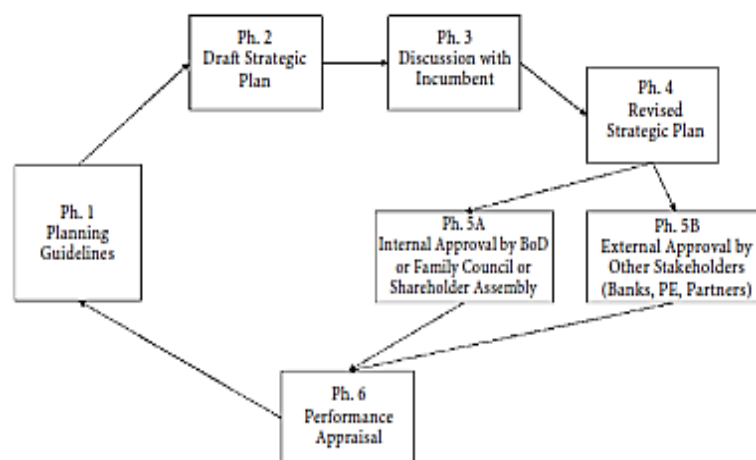 Ph. 2
Draft Strategic
Plan
Ph. 3
Discussion with
Incumbent
Ph. 4
Revised
Strategic Plan
Ph. 1
Planning
Guidelines
Ph. 5A
Internal Approval by BoD
or Family Council or
Shareholder Assembly
Ph. 5B
External Approval by
Other Stakeholders
(Banks, PE, Partners)
Ph. 6
Performance
Appraisal